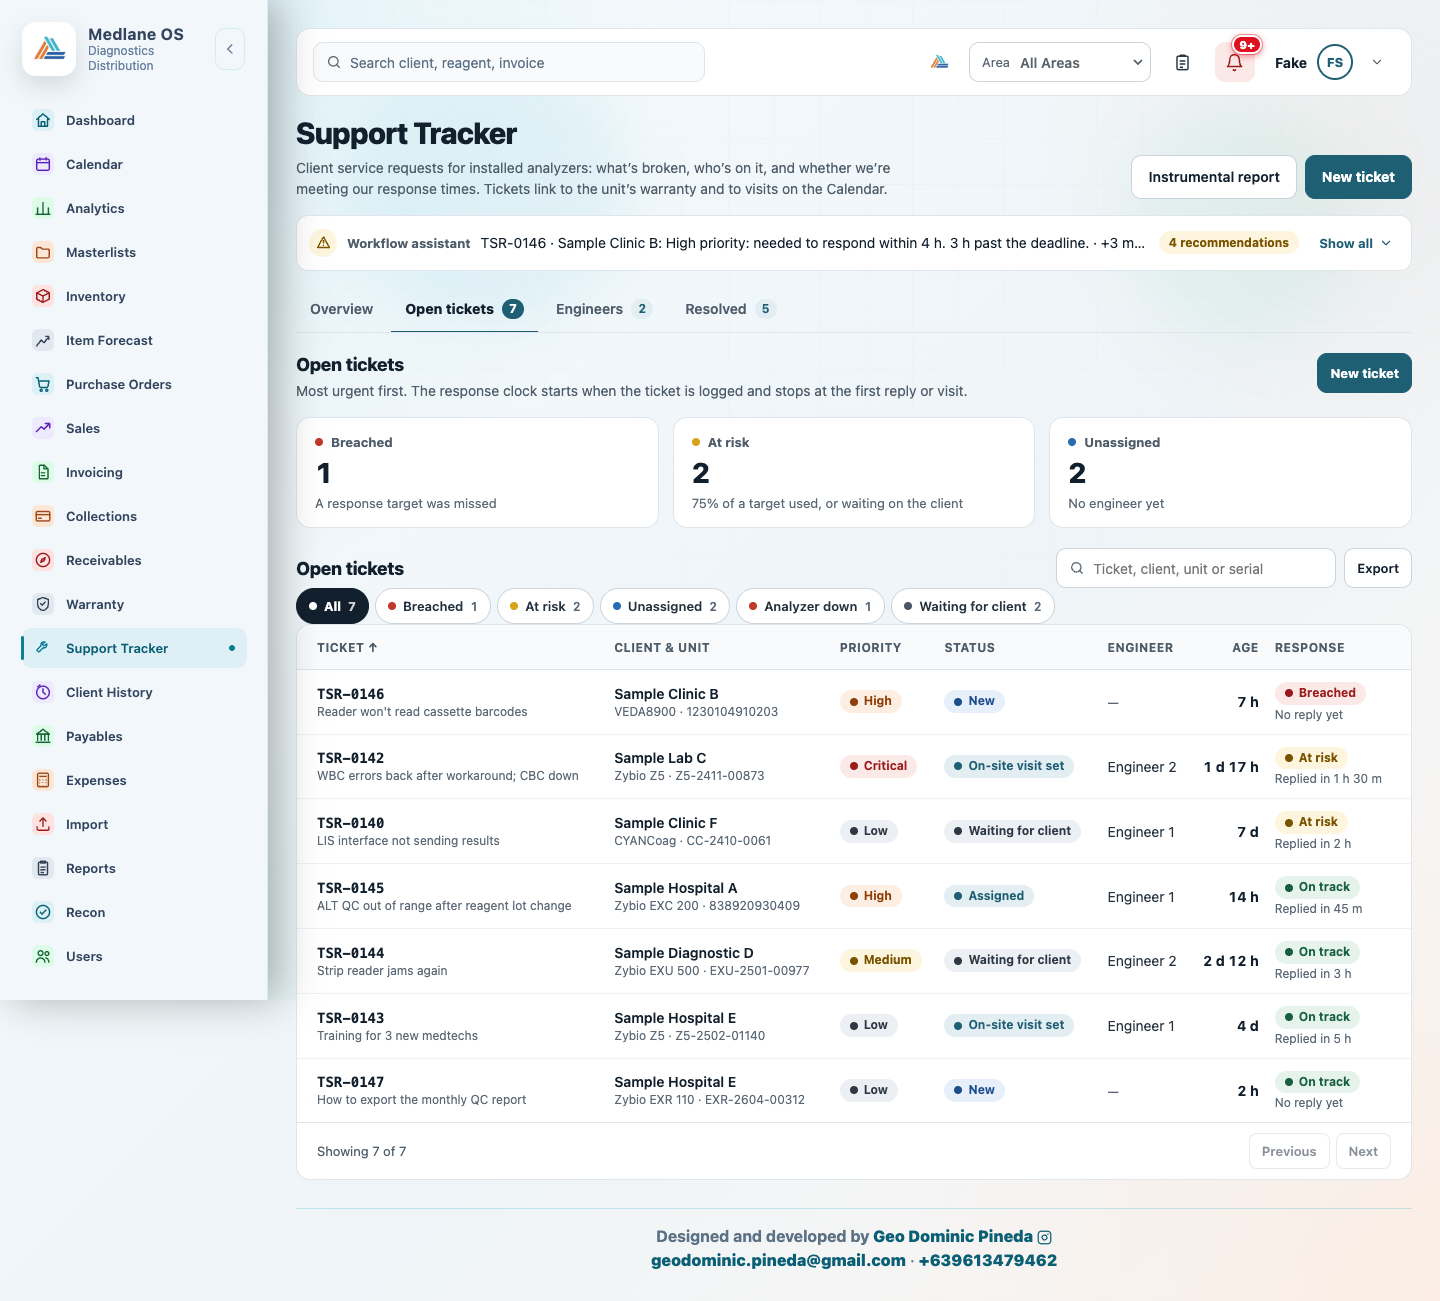 Medlane OS
Diagnostics
Distribution
Dashboard
Calendar
Analytics
Masterlists
Inventory
Item Forecast
Purchase Orders
Sales
Invoicing
Collections
Receivables
Warranty
Support Tracker
Client History
Payables
Expenses
Import
Reports
Recon
Users
Search client, reagent, invoice
Area All Areas
9+
Fake FS
Support Tracker
Client service requests for installed analyzers: what's broken, who's on it, and whether we're
meeting our response times. Tickets link to the unit's warranty and to visits on the Calendar.
Instrumental report
New ticket
Workflow assistant TSR-0146 · Sample Clinic B: High priority: needed to respond within 4 h. 3 h past the deadline. · +3 m... 4 recommendations Show all
Overview Open tickets 7 Engineers 2 Resolved 5
Open tickets
Most urgent first. The response clock starts when the ticket is logged and stops at the first reply or visit.
New ticket
Breached
1
A response target was missed
At risk
2
75% of a target used, or waiting on the client
Unassigned
2
No engineer yet
Open tickets
Ticket, client, unit or serial
Export
All 7 Breached 1 At risk 2 Unassigned 2 Analyzer down 1 Waiting for client 2
TICKET ↑ CLIENT & UNIT PRIORITY STATUS ENGINEER AGE RESPONSE
TSR-0146 Sample Clinic B High New — 7 h Breached
Reader won't read cassette barcodes VEDA8900 · 1230104910203 No reply yet
TSR-0142 Sample Lab C Critical On-site visit set Engineer 2 1 d 17 h At risk
WBC errors back after workaround; CBC down Zybio Z5 · Z5-2411-00873 Replied in 1 h 30 m
TSR-0140 Sample Clinic F Low Waiting for client Engineer 1 7 d At risk
LIS interface not sending results CYANCoag · CC-2410-0061 Replied in 2 h
TSR-0145 Sample Hospital A High Assigned Engineer 1 14 h On track
ALT QC out of range after reagent lot change Zybio EXC 200 · 838920930409 Replied in 45 m
TSR-0144 Sample Diagnostic D Medium Waiting for client Engineer 2 2 d 12 h On track
Strip reader jams again Zybio EXU 500 · EXU-2501-00977 Replied in 3 h
TSR-0143 Sample Hospital E Low On-site visit set Engineer 1 4 d On track
Training for 3 new medtechs Zybio Z5 · Z5-2502-01140 Replied in 5 h
TSR-0147 Sample Hospital E Low New — 2 h On track
How to export the monthly QC report Zybio EXR 110 · EXR-2604-00312 No reply yet
Showing 7 of 7
Previous Next
Designed and developed by Geo Dominic Pineda
geodominic.pineda@gmail.com · +639613479462